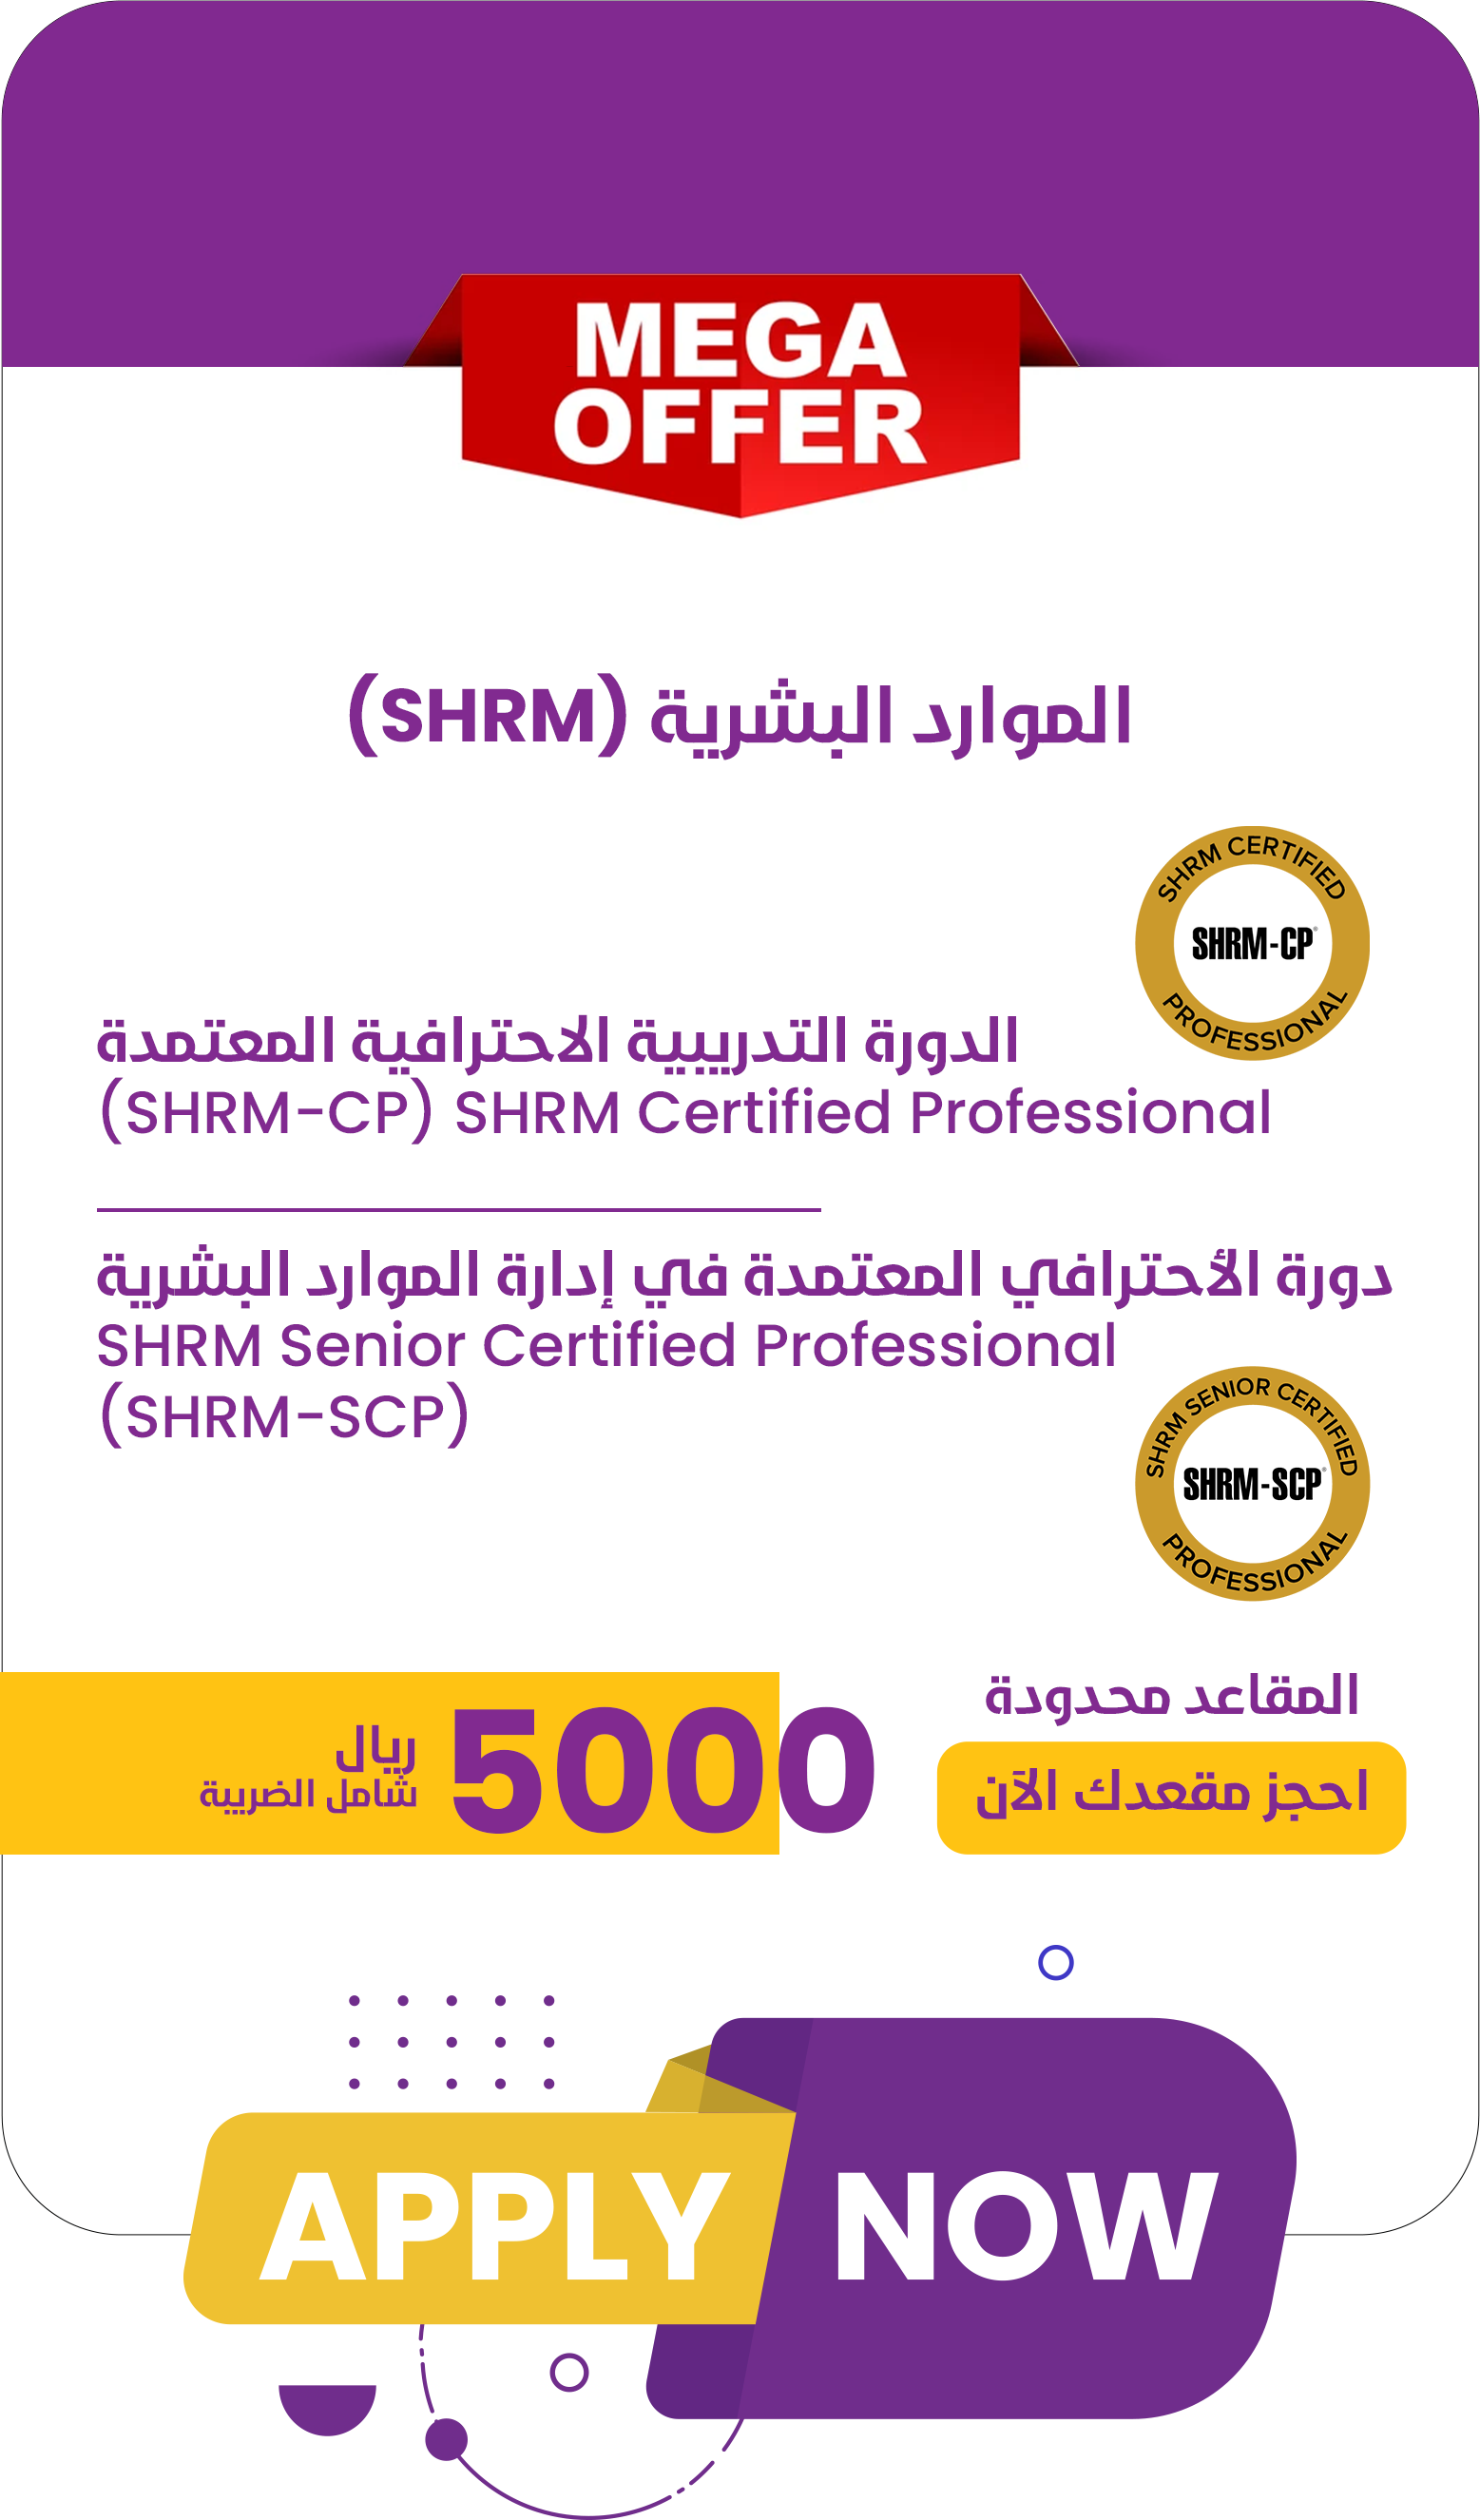 MEGA
OFFER
الموارد البشرية (SHRM)
SHRM CERTIFIED
SHRM-CP®
PROFESSIONAL
الدورة التدريبية الاحترافية المعتمدة
(SHRM-CP) SHRM Certified Professional
دورة الأحترافي المعتمدة في إدارة الموارد البشرية
SHRM Senior Certified Professional
(SHRM-SCP)
SHRM SENIOR CERTIFIED
SHRM-SCP®
PROFESSIONAL
المقاعد محدودة
احجز مقعدك الآن
5000
ريال
شامل الضريبة
APPLY NOW